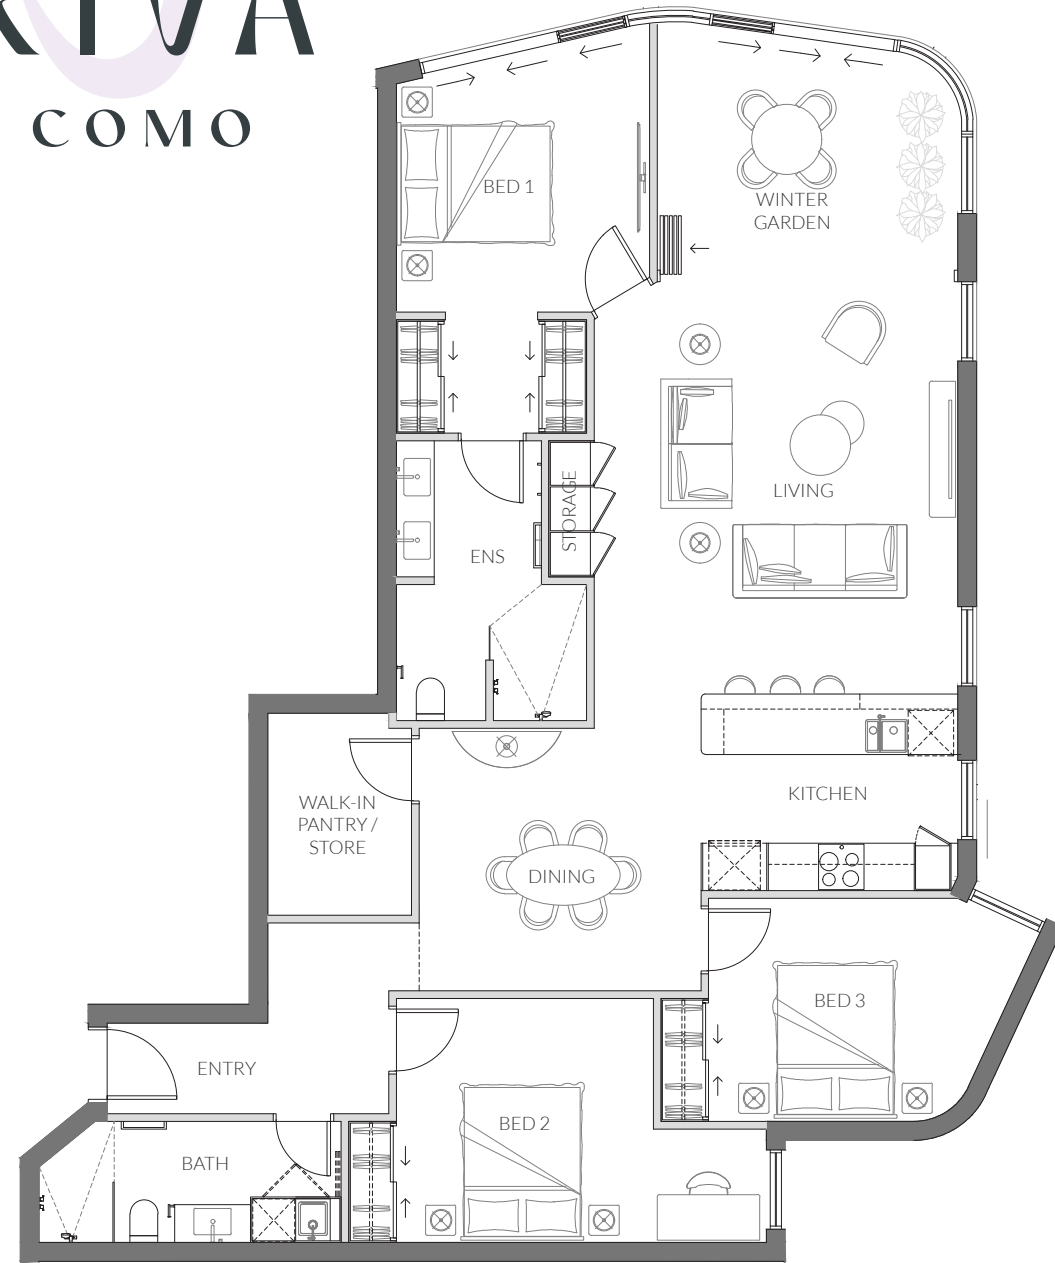 COMO
BED 1
WINTER
GARDEN
STORAGE
LIVING
ENS
KITCHEN
WALK-IN
PANTRY /
STORE
DINING
BED 3
ENTRY
BED 2
BATH